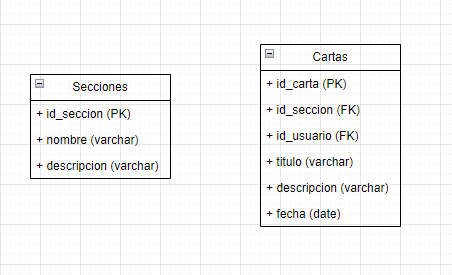 Secciones
+ id_seccion (PK)
+ nombre (varchar)
+ descripcion (varchar)
Cartas
+ id_carta (PK)
+ id_seccion (FK)
+ id_usuario (FK)
+ titulo (varchar)
+ descripcion (varchar)
+ fecha (date)